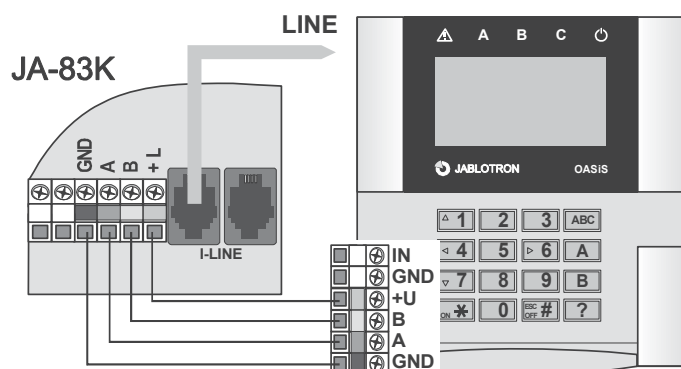 LINE
JA-83K
GND A B +L
I-LINE
A B C
JABLOTRON OASiS
1 2 3 ABC
4 5 6 A
7 8 9 B
ON * 0 ESC OFF # ?
IN
GND
+U
B
A
GND